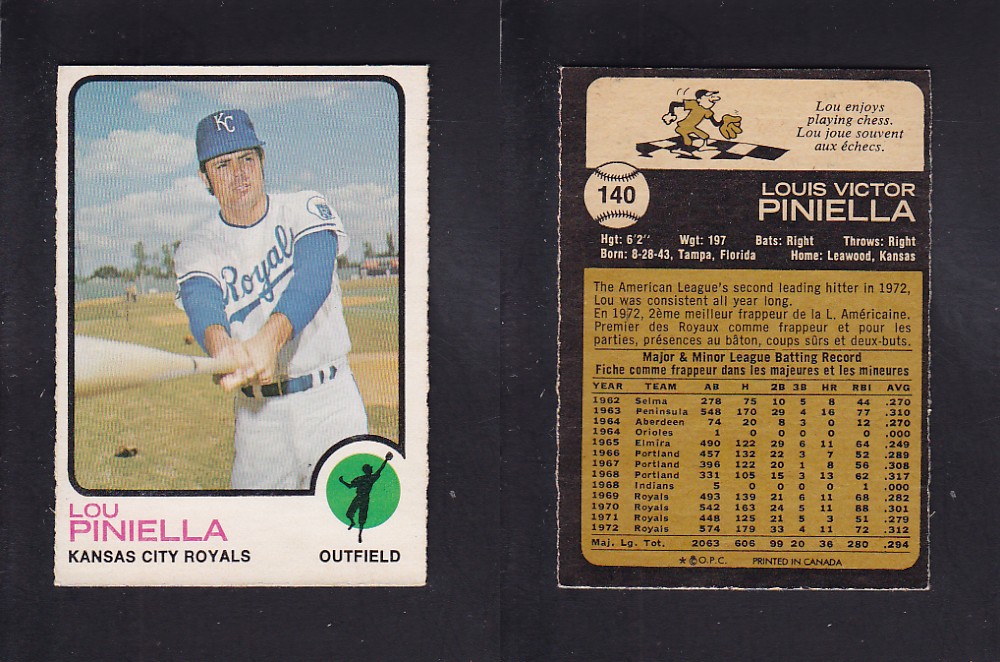 KC
Royals
LOU
PINIELLA
KANSAS CITY ROYALS
OUTFIELD
Lou enjoys
playing chess.
Lou joue souvent
aux échecs.
140
LOUIS VICTOR
PINIELLA
Hgt: 6'2" Wgt: 197 Bats: Right Throws: Right
Born: 8-28-43, Tampa, Florida Home: Leawood, Kansas
The American League's second leading hitter in 1972,
Lou was consistent all year long.
En 1972, 2ème meilleur frappeur de la L. Américaine.
Premier des Royaux comme frappeur et pour les
parties, présences au bâton, coups sûrs et deux-buts.
Major & Minor League Batting Record
Fiche comme frappeur dans les majeures et les mineures
YEAR TEAM AB H 2B 3B HR RBI AVG
1962 Selma 278 75 10 5 8 44 .270
1963 Peninsula 548 170 29 4 16 77 .310
1964 Aberdeen 74 20 8 3 0 12 .270
1964 Orioles 1 0 0 0 0 0 .000
1965 Elmira 490 122 29 6 11 64 .249
1966 Portland 457 132 22 3 7 52 .289
1967 Portland 396 122 20 1 8 56 .308
1968 Portland 331 105 15 3 13 62 .317
1968 Indians 5 0 0 0 0 1 .000
1969 Royals 493 139 21 6 11 68 .282
1970 Royals 542 163 24 5 11 88 .301
1971 Royals 448 125 21 5 3 51 .279
1972 Royals 574 179 33 4 11 72 .312
Maj. Lg. Tot. 2063 606 99 20 36 280 .294
★©O.P.C. PRINTED IN CANADA